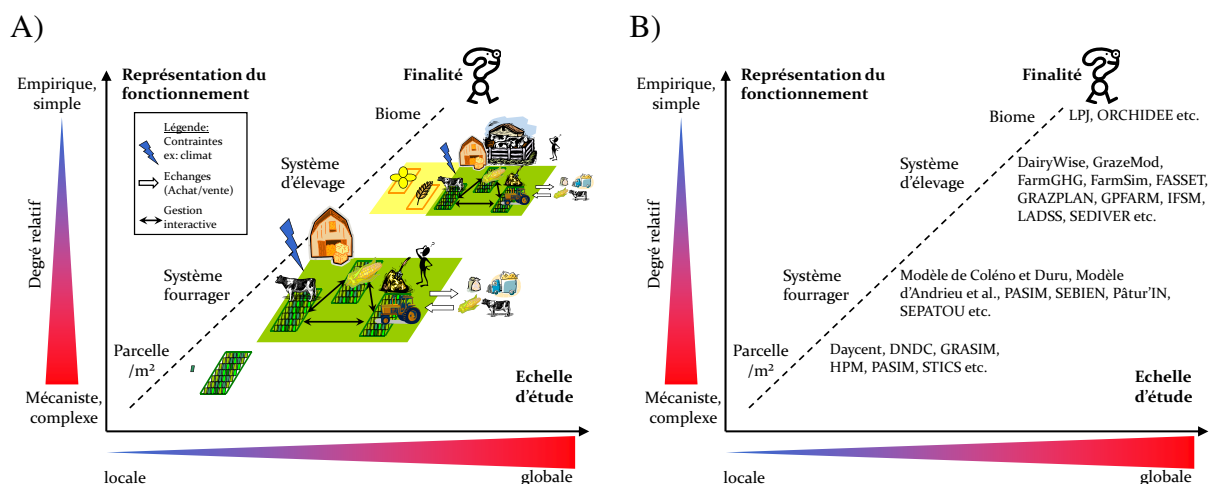 A)
Empirique,
simple
Degré relatif
Mécaniste,
complexe
Représentation du
fonctionnement
Légende:
Contraintes
ex: climat
Echanges
(Achat/vente)
Gestion
interactive
Finalité
Biome
Système
d'élevage
Système
fourrager
Parcelle
/m²
Echelle
d'étude
locale
globale
B)
Empirique,
simple
Degré relatif
Mécaniste,
complexe
Représentation du
fonctionnement
Finalité
Biome
LPJ, ORCHIDEE etc.
Système
d'élevage
DairyWise, GrazeMod,
FarmGHG, FarmSim, FASSET,
GRAZPLAN, GPFARM, IFSM,
LADSS, SEDIVER etc.
Système
fourrager
Modèle de Coléno et Duru, Modèle
d'Andrieu et al., PASIM, SEBIEN, Pâtur'IN,
SEPATOU etc.
Parcelle
/m²
Daycent, DNDC, GRASIM,
HPM, PASIM, STICS etc.
Echelle
d'étude
locale
globale